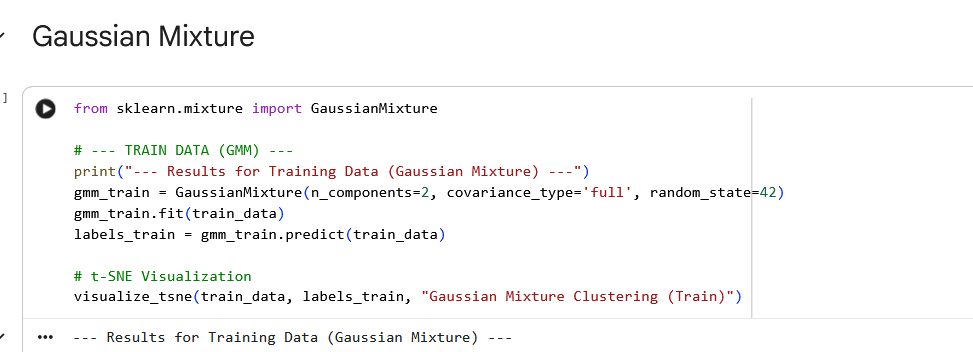 Gaussian Mixture
]
from sklearn.mixture import GaussianMixture
# --- TRAIN DATA (GMM) ---
print("--- Results for Training Data (Gaussian Mixture) ---")
gmm_train = GaussianMixture(n_components=2, covariance_type='full', random_state=42)
gmm_train.fit(train_data)
labels_train = gmm_train.predict(train_data)
# t-SNE Visualization
visualize_tsne(train_data, labels_train, "Gaussian Mixture Clustering (Train)")
--- Results for Training Data (Gaussian Mixture) ---